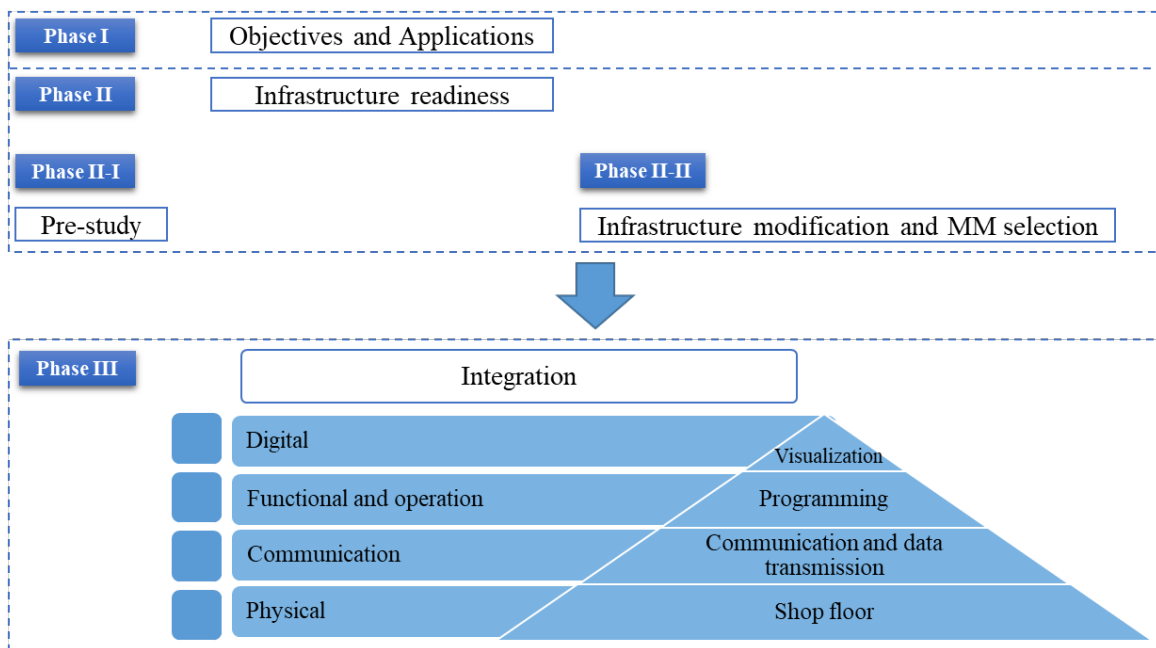 Phase I
Objectives and Applications
Phase II
Infrastructure readiness
Phase II-I
Phase II-II
Pre-study
Infrastructure modification and MM selection
Phase III
Integration
Digital
Visualization
Functional and operation
Programming
Communication
Communication and data
transmission
Physical
Shop floor